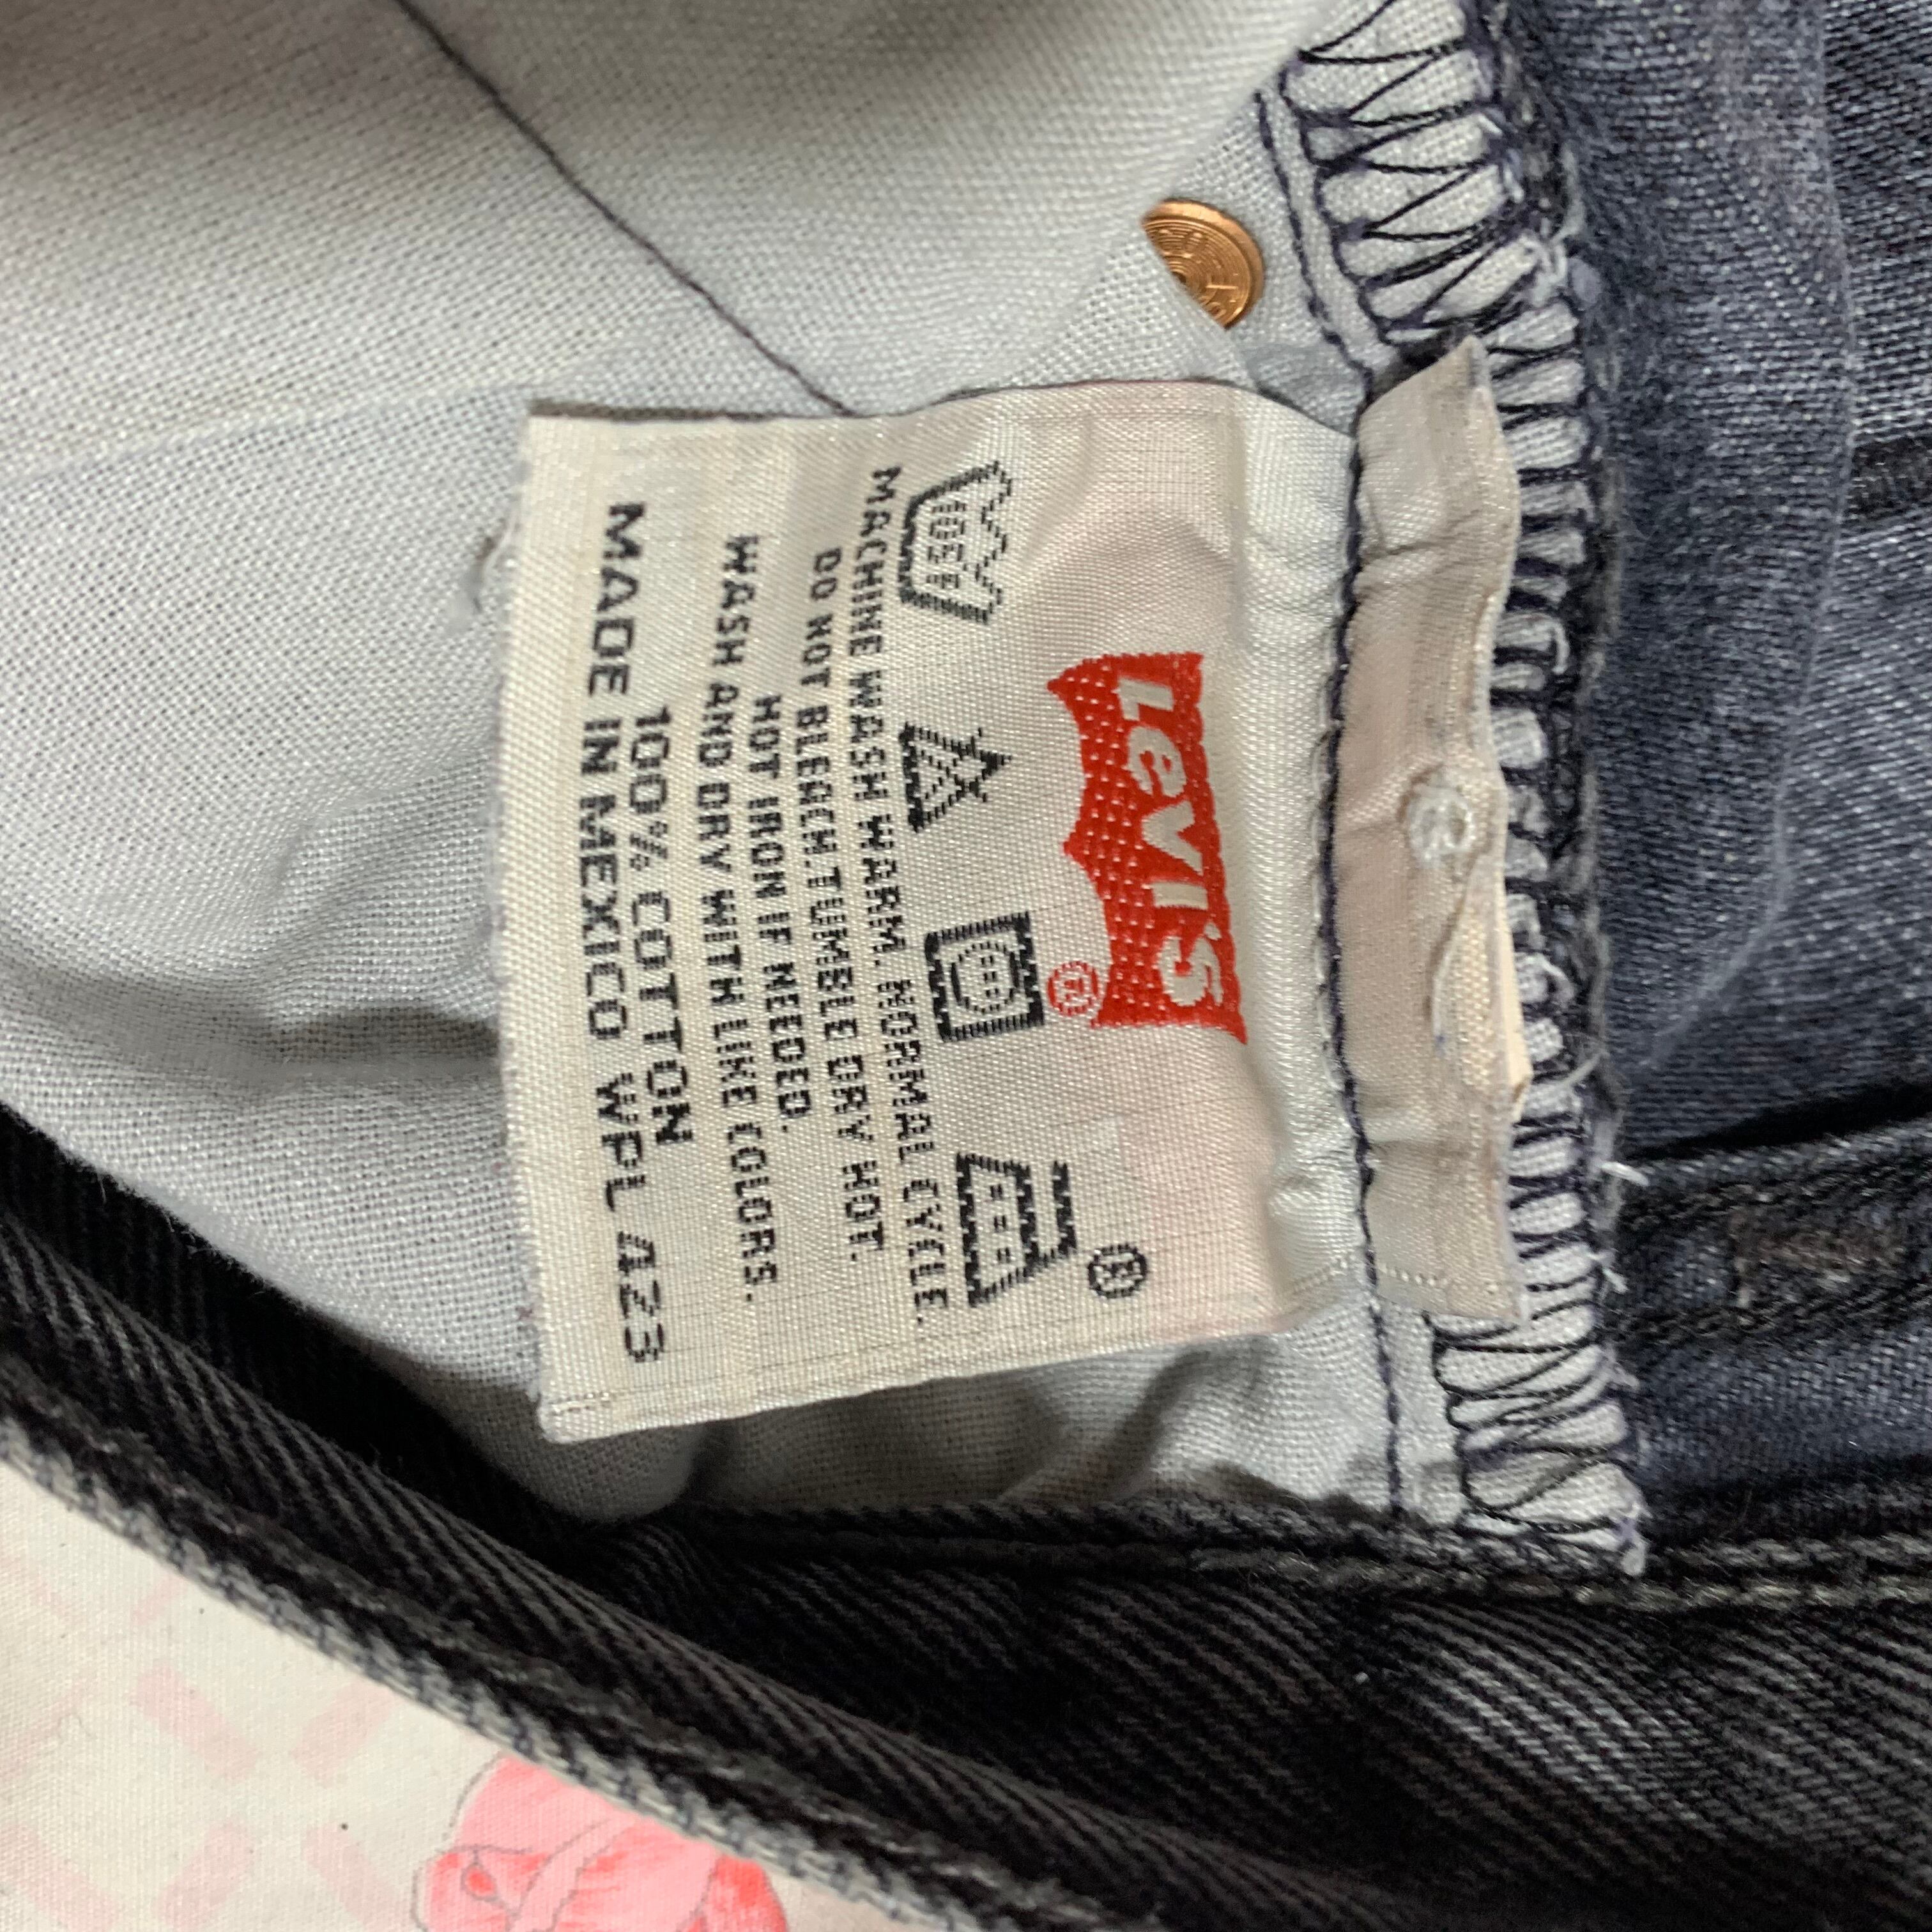 LEVI'S
®
105F
®
MACHINE WASH WARM. NORMAL CYCLE.
DO NOT BLEACH.TUMBLE DRY HOT.
HOT IRON IF NEEDED.
WASH AND DRY WITH LIKE COLORS.
100% COTTON
MADE IN MEXICO WPL 423